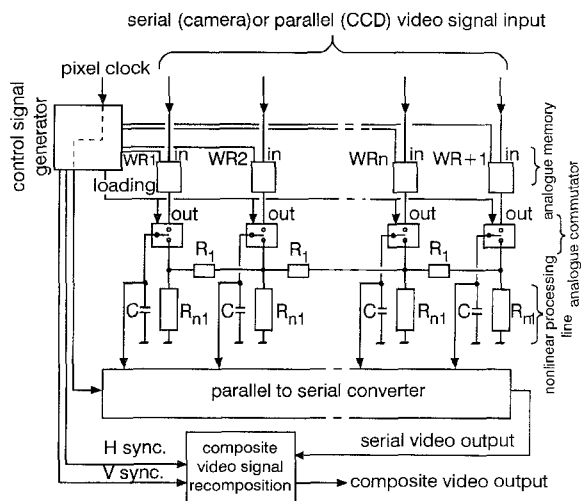 serial (camera)or parallel (CCD) video signal input
pixel clock
control signal
generator
WR1
in
WR2
in
WRn
in
WR+1
in
analogue memory
loading
out
out
out
out
analogue commutator
R1
R1
R1
C
Rn1
C
Rn1
C
Rn1
C
Rn1
nonlinear processing
line
parallel to serial converter
serial video output
H sync.
V sync.
composite
video signal
recomposition
composite video output